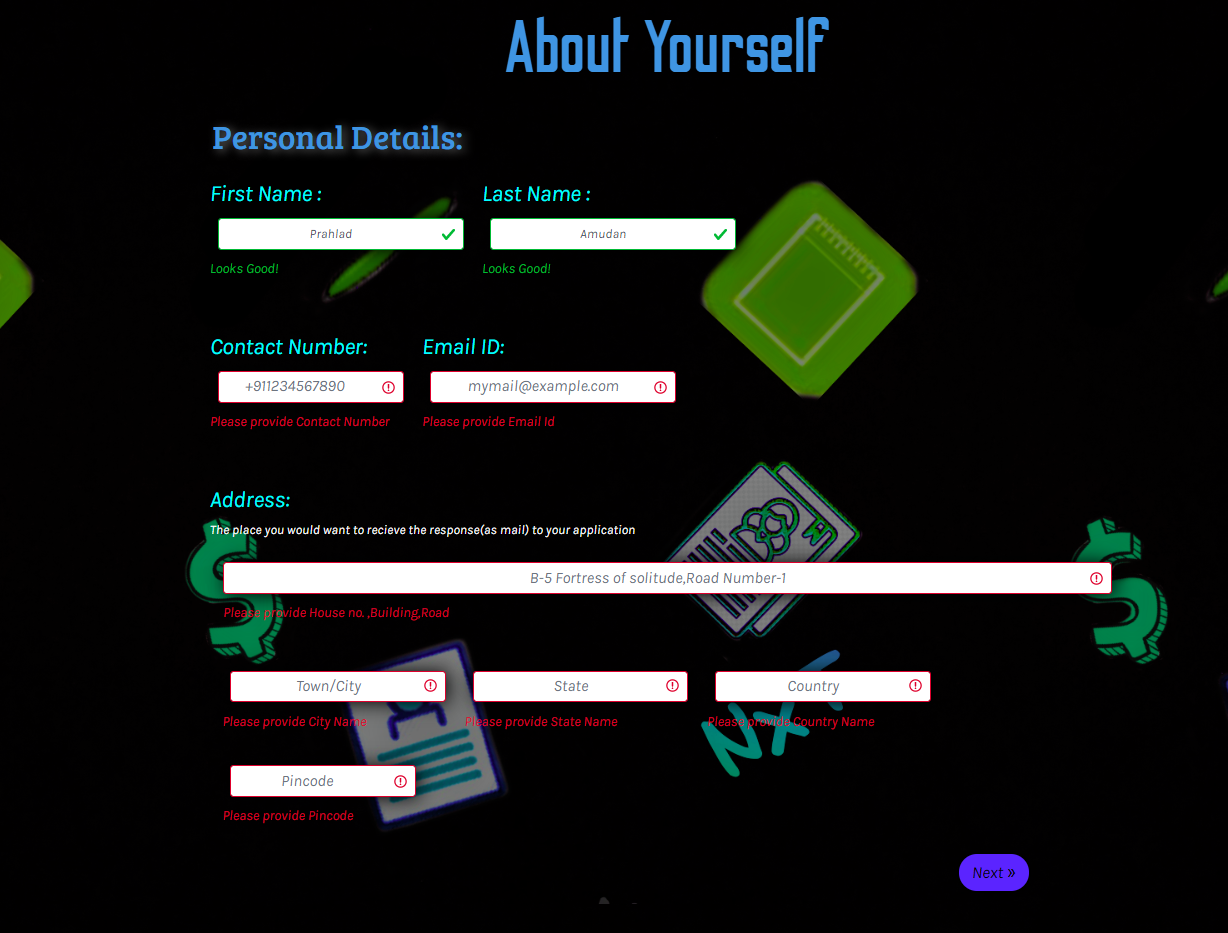 About Yourself
Personal Details:
First Name : Last Name :
Prahlad Amudan
Looks Good! Looks Good!
Contact Number: Email ID:
+911234567890 mymail@example.com
Please provide Contact Number Please provide Email Id
Address:
The place you would want to recieve the response(as mail) to your application
B-5 Fortress of solitude,Road Number-1
Please provide House no. ,Building,Road
Town/City State Country
Please provide City Name Please provide State Name Please provide Country Name
NxT
Pincode
Please provide Pincode
Next »